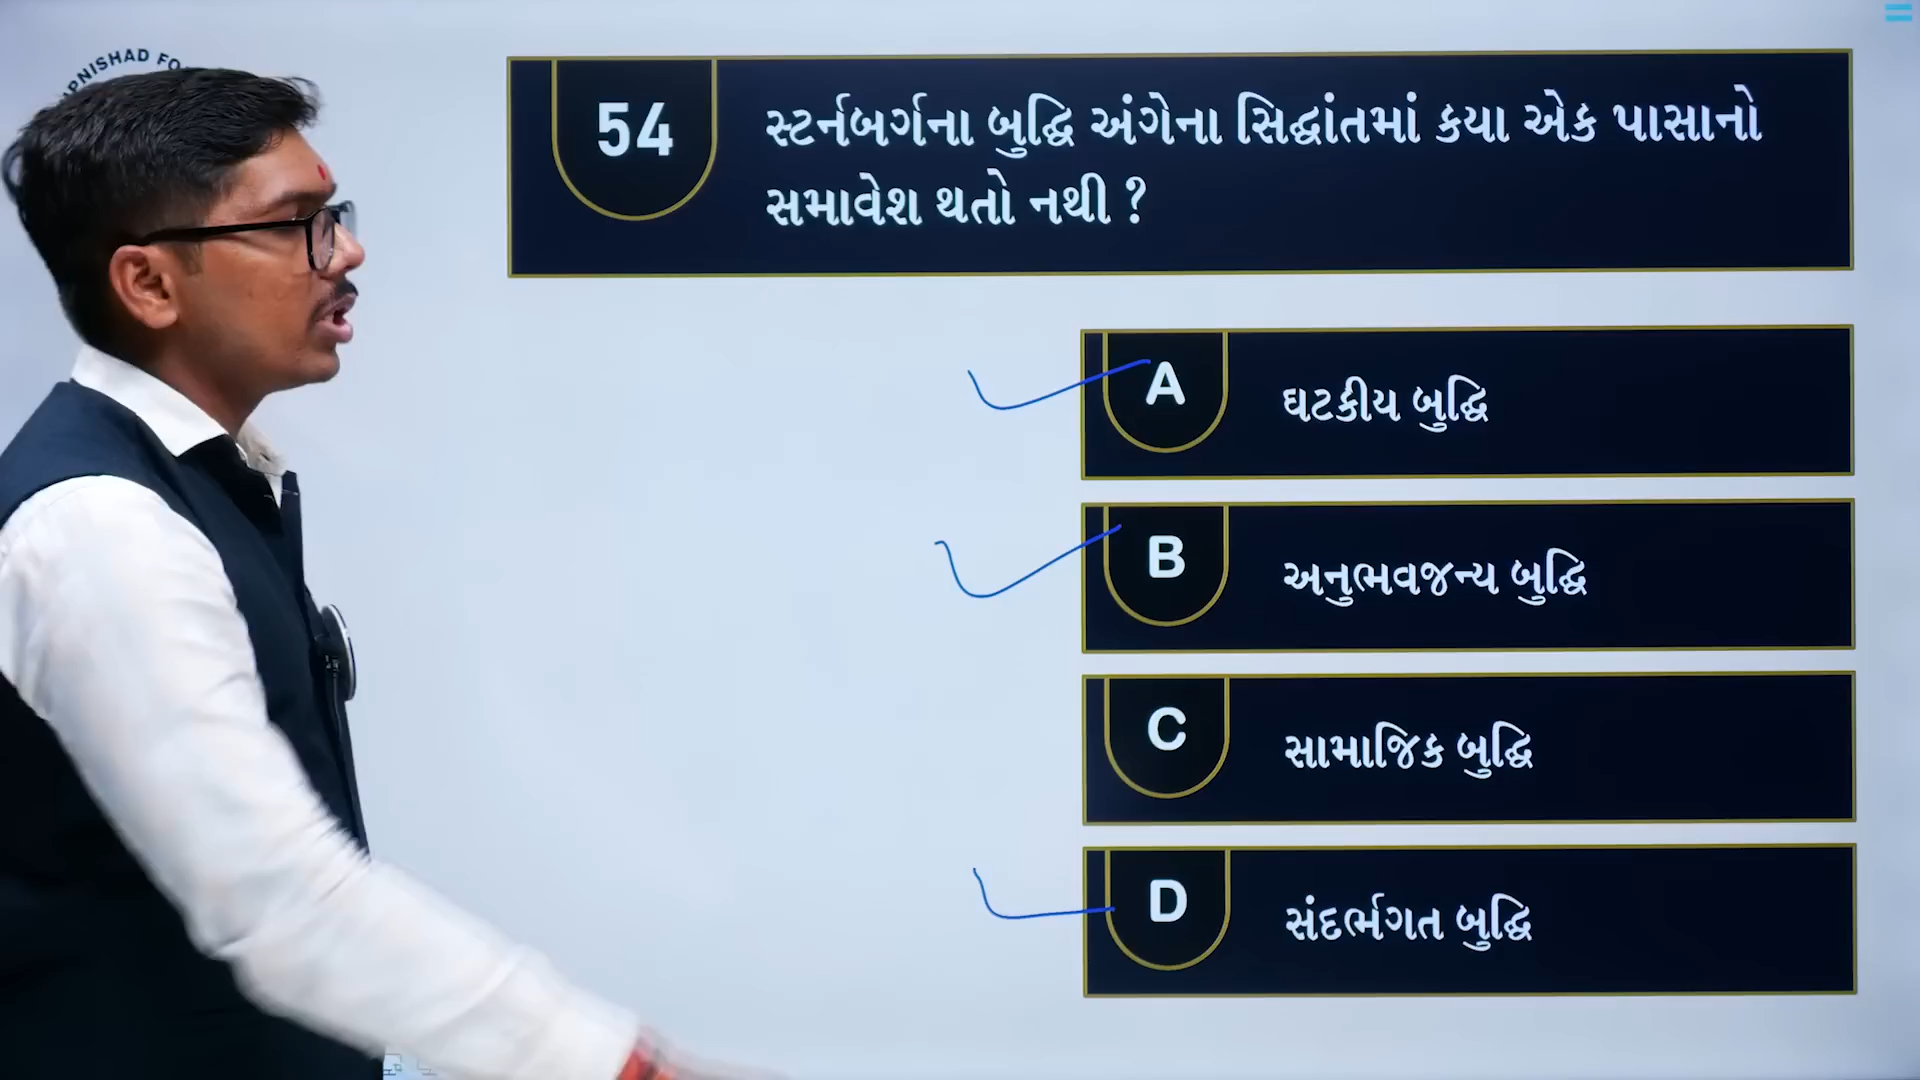 54
સ્ટર્નબર્ગના બુદ્ધિ અંગેના સિદ્ધાંતમાં કયા એક પાસાનો
સમાવેશ થતો નથી ?
A ઘટકીય બુદ્ધિ
B અનુભવજન્ય બુદ્ધિ
C સામાજિક બુદ્ધિ
D સંદર્ભગત બુદ્ધિ